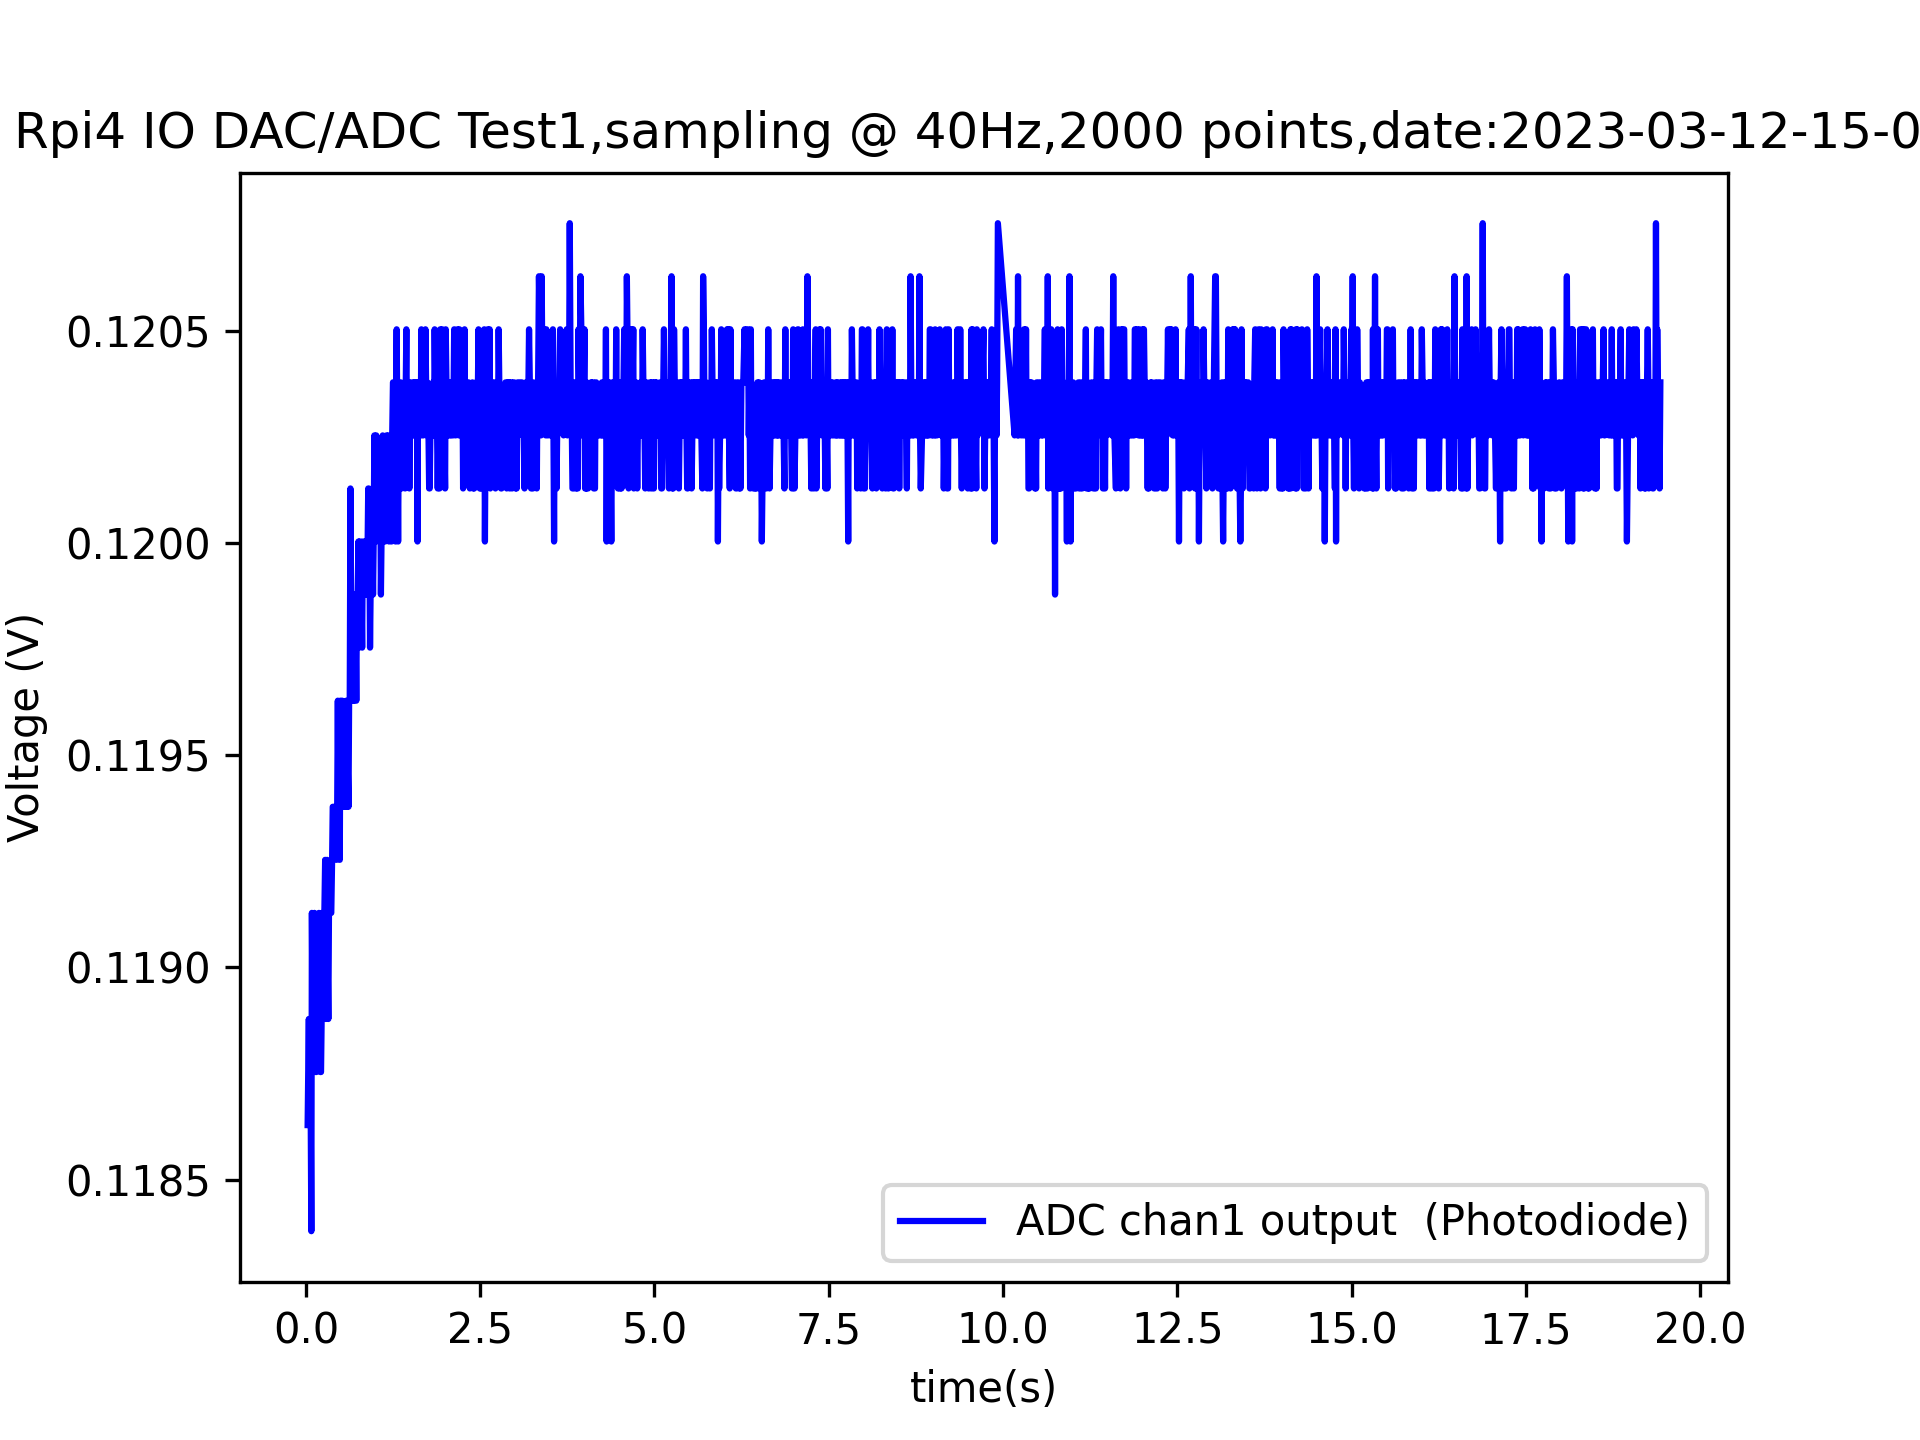 Rpi4 IO DAC/ADC Test1,sampling @ 40Hz,2000 points,date:2023-03-12-15-0
0.1205
0.1200
0.1195
0.1190
0.1185
Voltage (V)
ADC chan1 output  (Photodiode)
0.0 2.5 5.0 7.5 10.0 12.5 15.0 17.5 20.0
time(s)